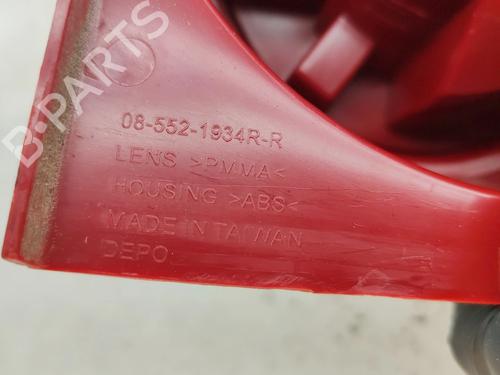 B-PARTS
08-552-1934R-R
LENS >PMMA<
HOUSING >ABS<
MADE IN TAIWAN
DEPO